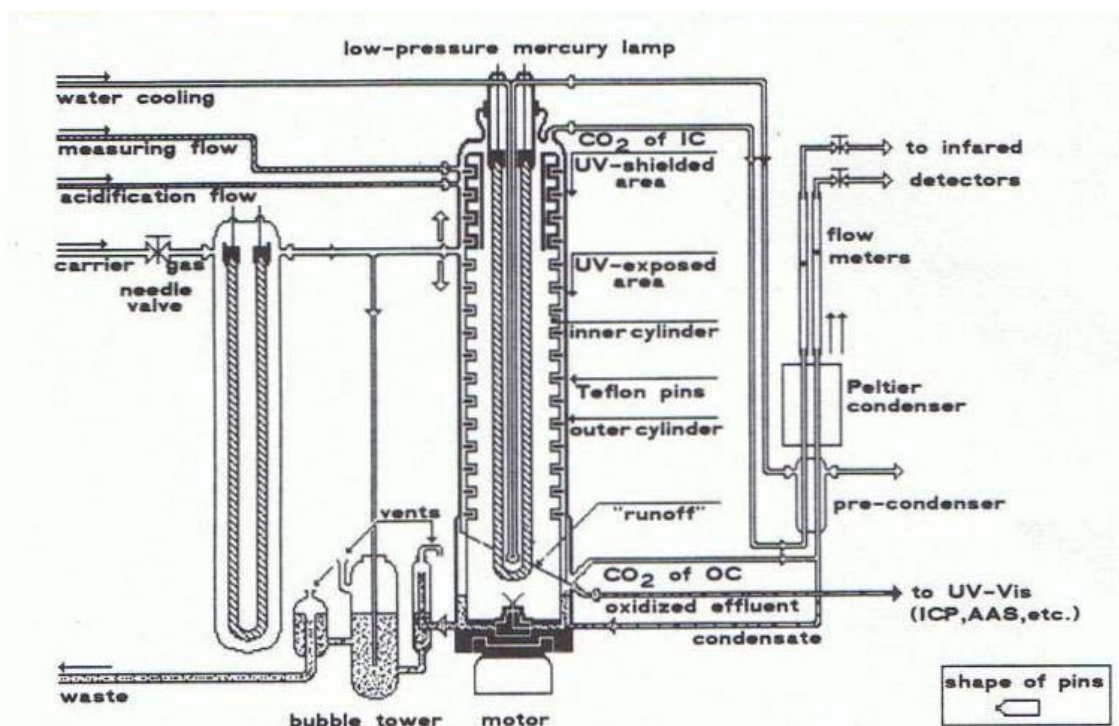 low-pressure mercury lamp
water cooling
measuring flow
acidification flow
carrier gas
needle
valve
CO2 of IC
UV-shielded
area
UV-exposed
area
inner cylinder
Teflon pins
outer cylinder
"runoff"
CO2 of OC
oxidized effluent
condensate
to infared
detectors
flow
meters
Peltier
condenser
pre-condenser
to UV-Vis
(ICP,AAS,etc.)
vents
waste
bubble tower
motor
shape of pins